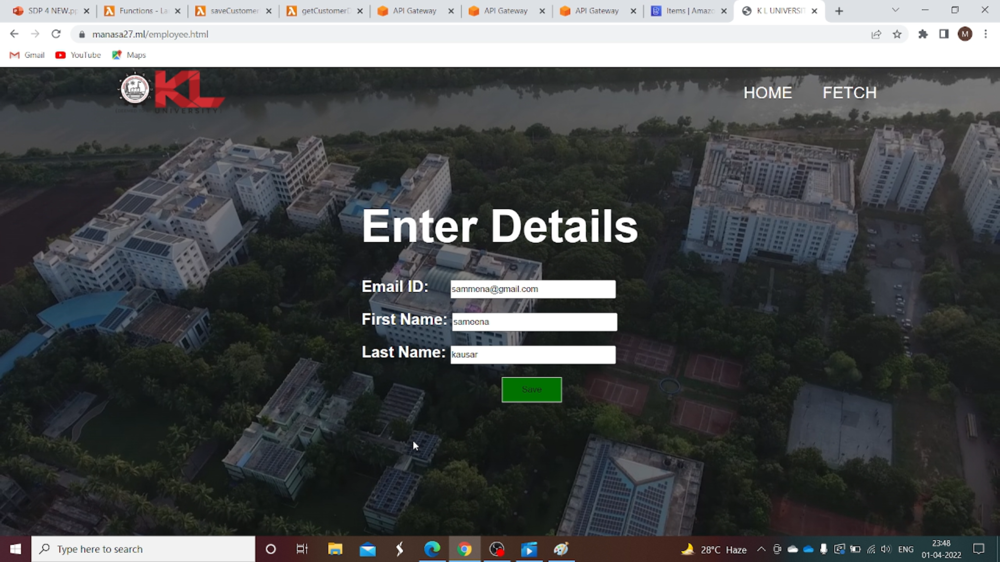 SDP 4 NEW.pp
Functions - La
saveCustomer
getCustomerD
API Gateway
API Gateway
API Gateway
Items | Amazo
K L UNIVERSIT
manasa27.ml/employee.html
M
Gmail
YouTube
Maps
KL
UNIVERSITY
HOME
FETCH
Enter Details
Email ID:
sammena@gmail.com
First Name:
sameena
Last Name:
kausar
Save
Type here to search
28°C Haze
ENG
23:48
01-04-2022